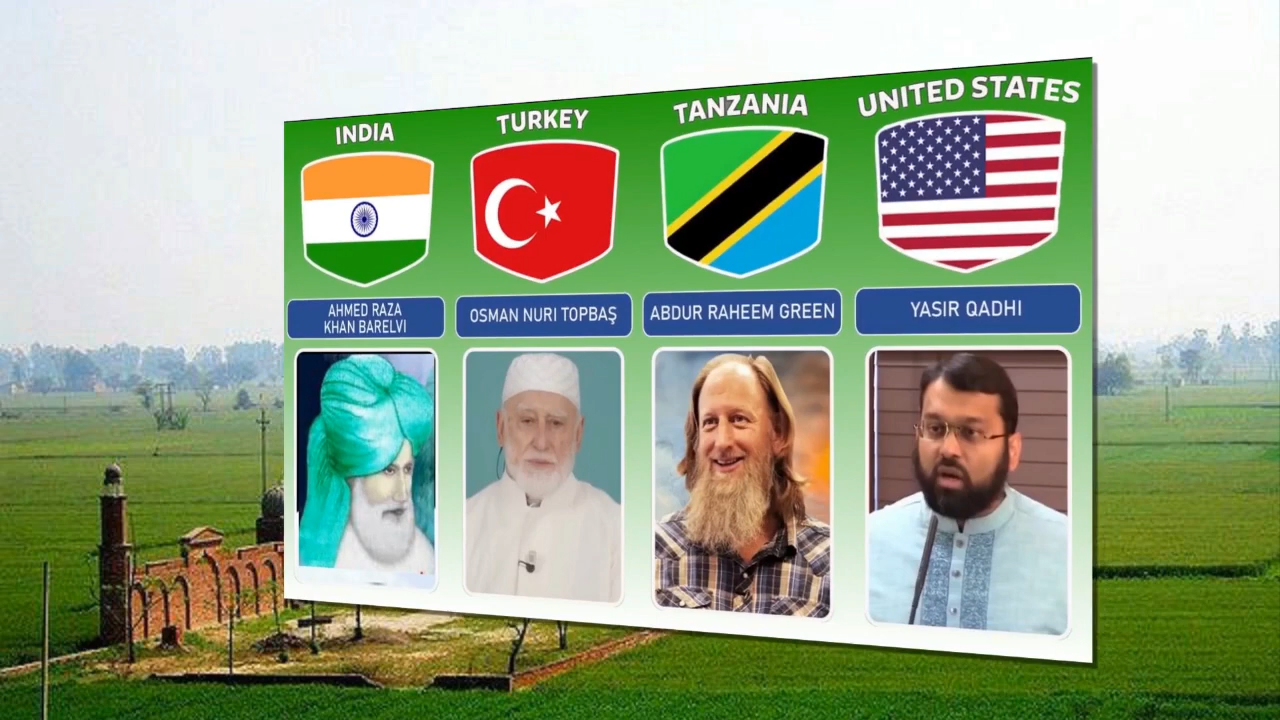 INDIA
TURKEY
TANZANIA
UNITED STATES
AHMED RAZA
KHAN BARELVI
OSMAN NURI TOPBAŞ
ABDUR RAHEEM GREEN
YASIR QADHI